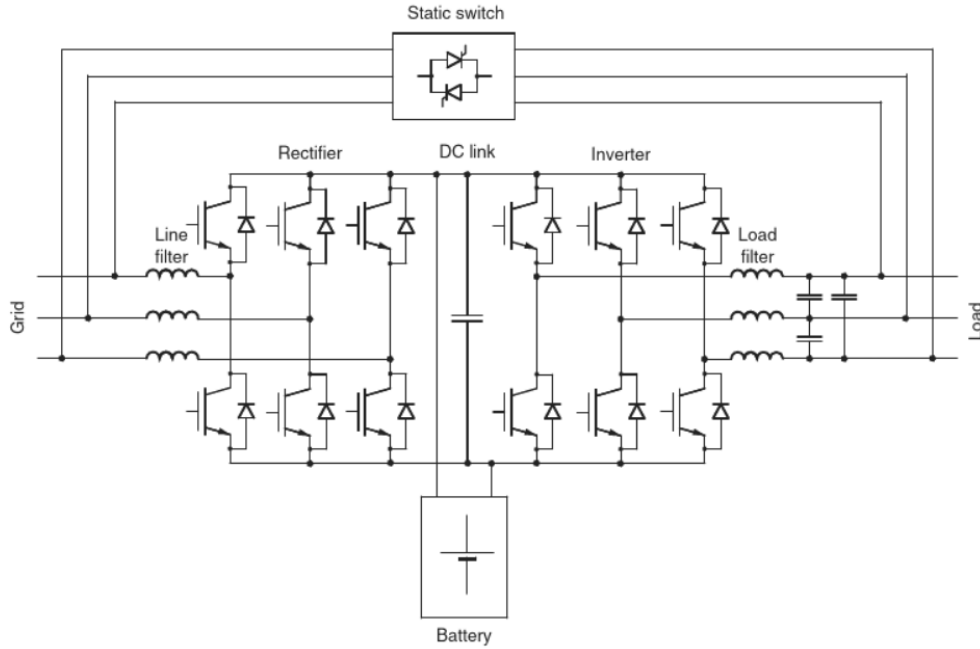 Static switch
Rectifier
DC link
Inverter
Line
filter
Load
filter
Grid
Load
Battery